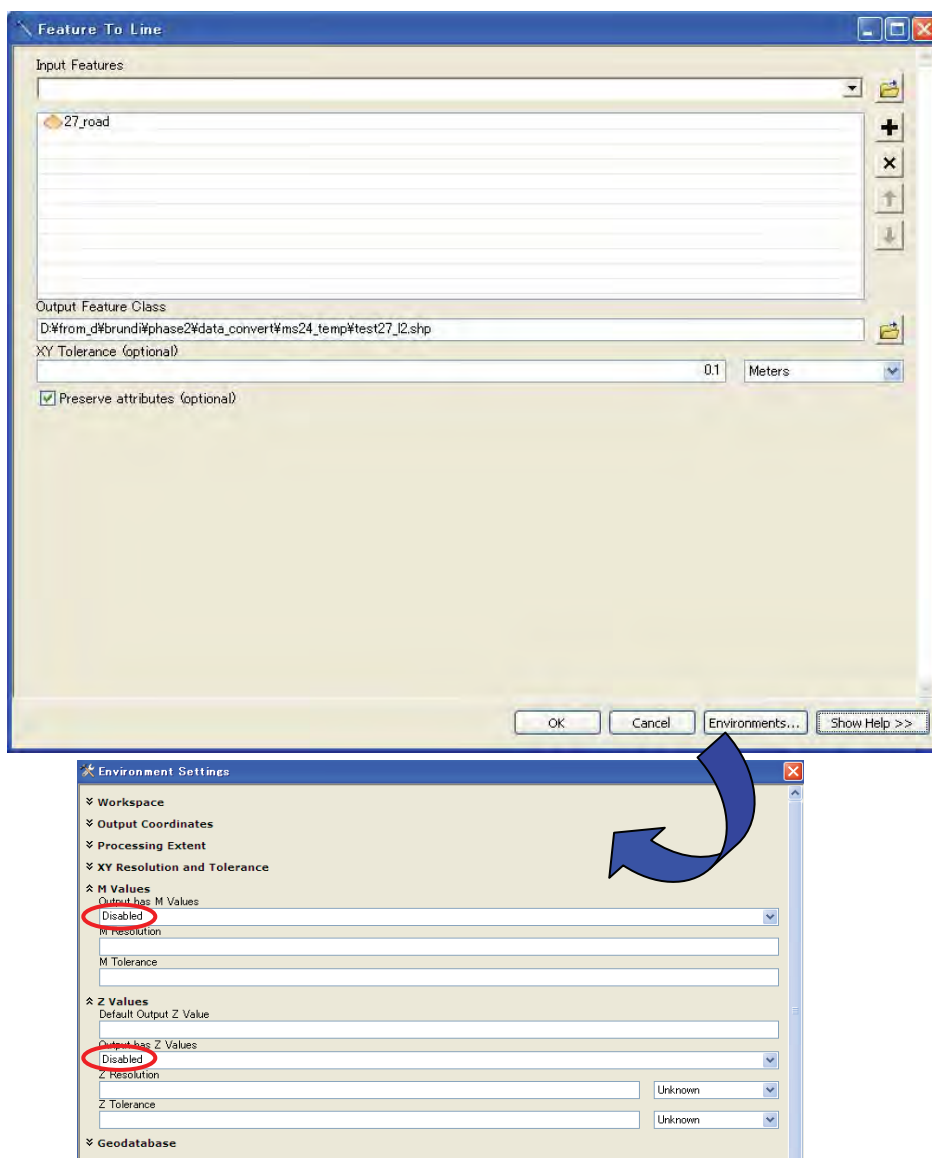 Feature To Line
Input Features
27_road
Output Feature Class
D:¥from_d¥brundi¥phase2¥data_convert¥ms24_temp¥test27_l2.shp
XY Tolerance (optional)
0.1 Meters
Preserve attributes (optional)
OK Cancel Environments... Show Help >>
Environment Settings
Workspace
Output Coordinates
Processing Extent
XY Resolution and Tolerance
M Values
Output has M Values
Disabled
M Resolution
M Tolerance
Z Values
Default Output Z Value
Output has Z Values
Disabled
Z Resolution
Unknown
Z Tolerance
Unknown
Geodatabase